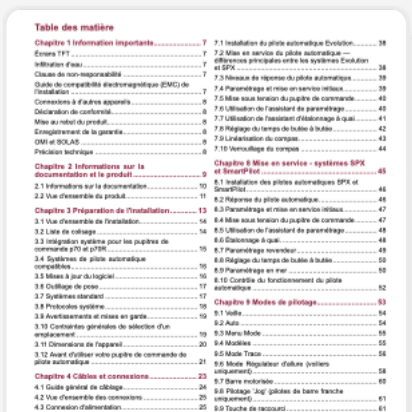 Table des matière
Chapitre 1 Information importante 7
Écrans TFT 7
Infiltration d'eau 7
Clause de non-responsabilité 7
Guide de compatibilité électromagnétique (EMC) de
l'installation 7
Connexions à d'autres appareils 8
Déclaration de conformité 8
Mise au rebut du produit 8
Enregistrement de la garantie 8
OMI et SOLAS 8
Précision technique 8
Chapitre 2 Informations sur la
documentation et le produit 9
2.1 Informations sur la documentation 10
2.2 Vue d'ensemble du produit 11
Chapitre 3 Préparation de l'installation 13
3.1 Vue d'ensemble de l'installation 14
3.2 Liste de colisage 14
3.3 Intégration système pour les pupitres de
commande p70 et p70R 15
3.4 Systèmes de pilote automatique
compatibles 16
3.5 Mises à jour du logiciel 16
3.6 Outillage de pose 17
3.7 Systèmes standard 17
3.8 Protocoles système 18
3.9 Avertissements et mises en garde 19
3.10 Contraintes générales de sélection d'un
emplacement 19
3.11 Dimensions de l'appareil 20
3.12 Avant d'utiliser votre pupitre de commande de
pilote automatique 21
Chapitre 4 Câbles et connexions 23
4.1 Guide général de câblage 24
4.2 Vue d'ensemble des connexions 25
4.3 Connexion d'alimentation 25
7.1 Installation du pilote automatique Evolution 38
7.2 Mise en service du pilote automatique —
différences principales entre les systèmes Evolution
et SPX 38
7.3 Niveaux de réponse du pilote automatique 39
7.4 Paramétrage et mise en service initiaux 39
7.5 Mise sous tension du pupitre de commande 40
7.6 Utilisation de l'assistant de paramétrage 40
7.7 Utilisation de l'assistant d'étalonnage à quai 41
7.8 Réglage du temps de butée à butée 42
7.9 Linéarisation du compas 43
7.10 Verrouillage du compas 44
Chapitre 8 Mise en service - systèmes SPX
et SmartPilot 45
8.1 Installation des pilotes automatiques SPX et
SmartPilot 46
8.2 Réponse du pilote automatique 46
8.3 Paramétrage et mise en service initiaux 47
8.4 Mise sous tension du pupitre de commande 47
8.5 Utilisation de l'assistant de paramétrage 48
8.6 Étalonnage à quai 48
8.7 Paramétrage revendeur 49
8.8 Réglage du temps de butée à butée 50
8.9 Paramétrage en mer 50
8.10 Contrôle du fonctionnement du pilote
automatique 52
Chapitre 9 Modes de pilotage 53
9.1 Veille 54
9.2 Auto 54
9.3 Menu Mode 55
9.4 Modèles 55
9.5 Mode Trace 56
9.6 Mode Régulateur d'allure (voiliers
uniquement) 58
9.7 Barre motorisée 60
9.8 Pilotage 'Jog' (pilotes de barre franche
uniquement) 61
9.9 Touche de raccourci 61